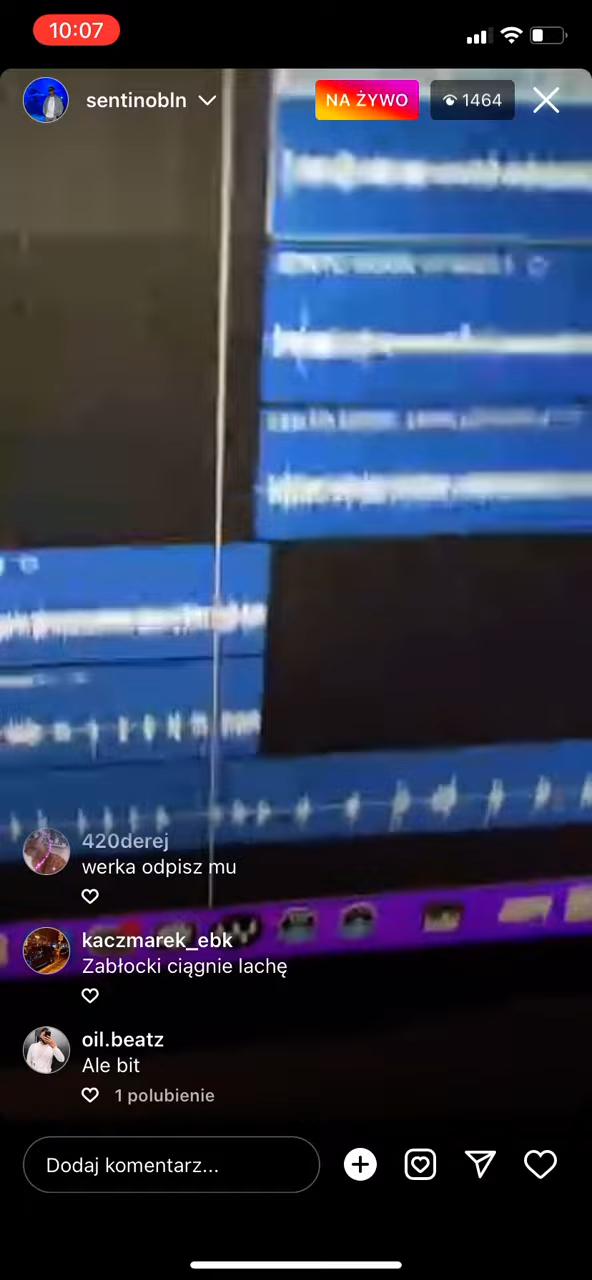 10:07
sentinobln
NA ŻYWO
1464
420derej
werka odpisz mu
kaczmarek_ebk
Zabłocki ciągnie lachę
oil.beatz
Ale bit
1 polubienie
Dodaj komentarz...